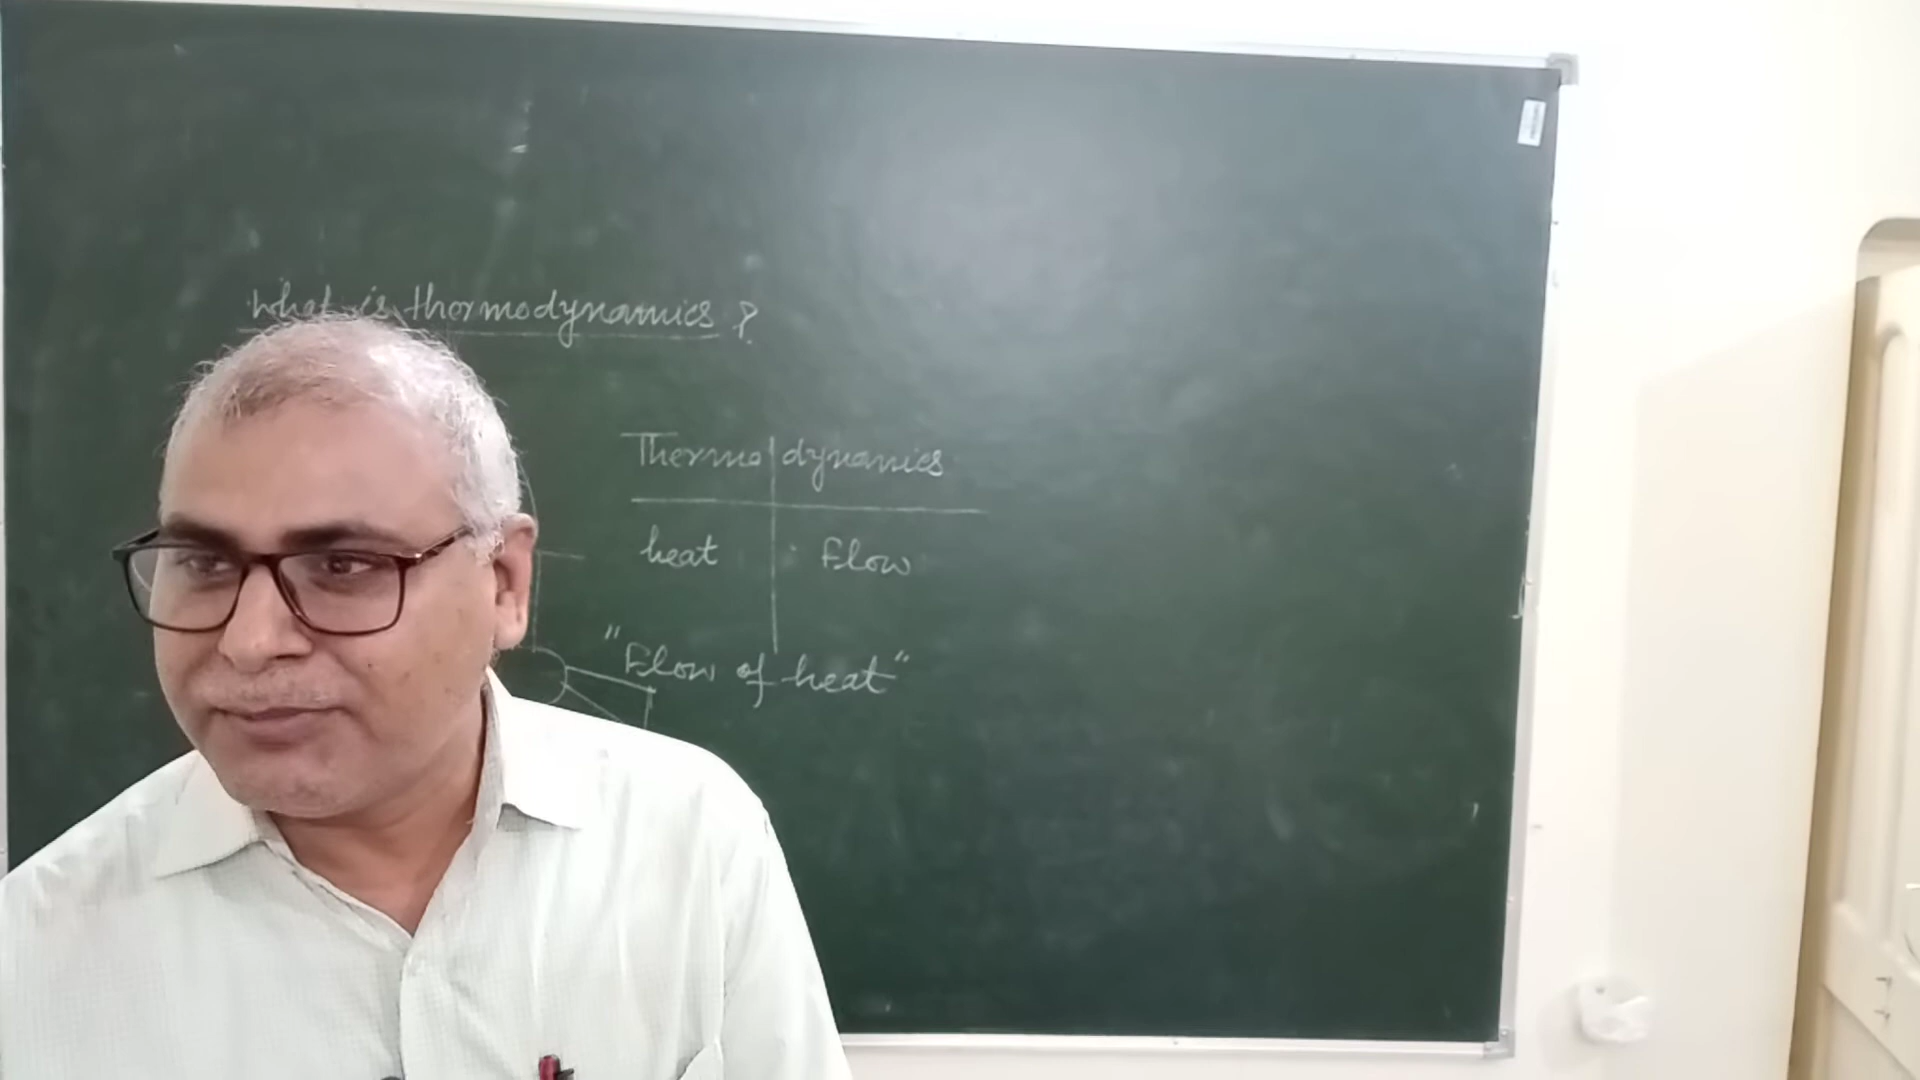 What is thermodynamics ?
Thermo dynamics
heat Flow
"Flow of heat"